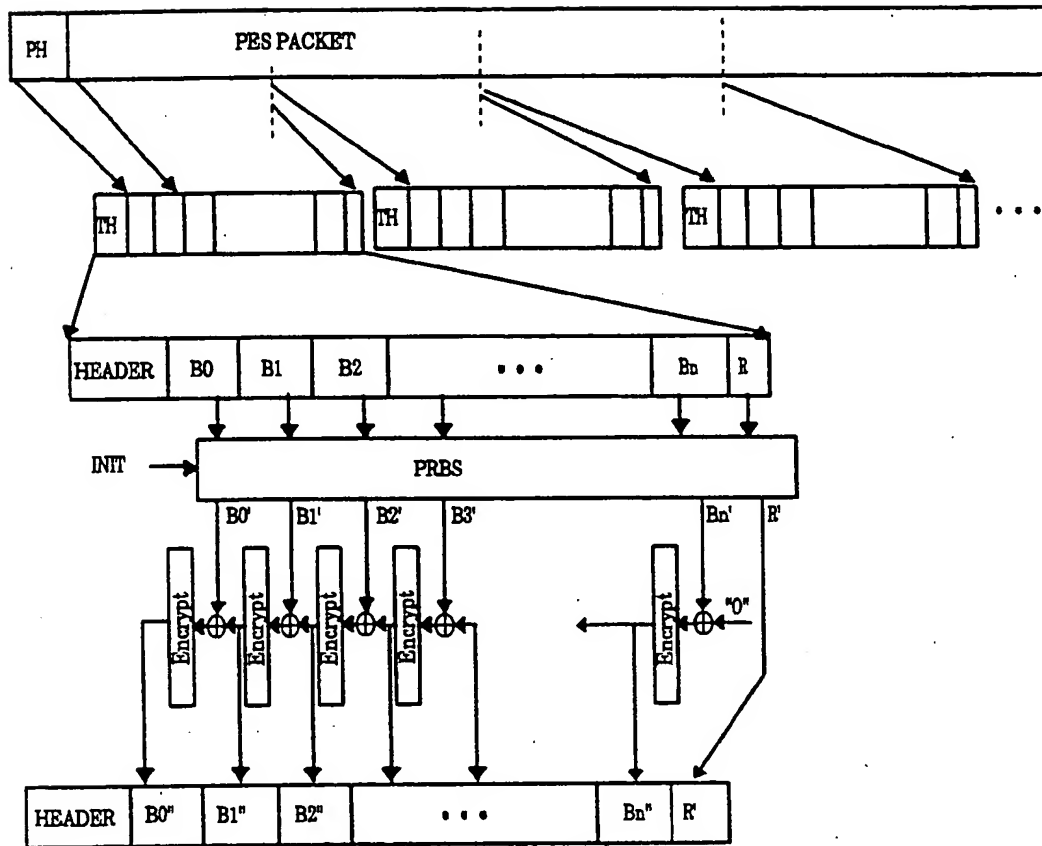 PH PES PACKET
TH TH TH • • •
HEADER B0 B1 B2 • • • Bn R
INIT PRBS
B0' B1' B2' B3' Bn' R'
Encrypt Encrypt Encrypt Encrypt Encrypt "0"
HEADER B0" B1" B2" • • • Bn" R'